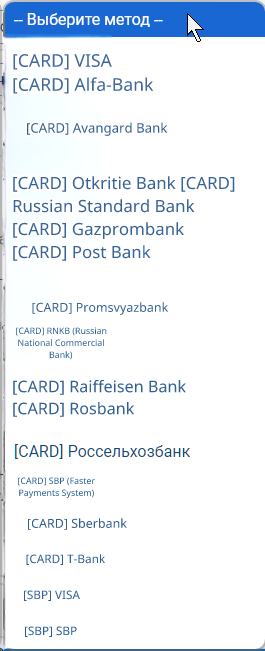 -- Выберите метод --
[CARD] VISA
[CARD] Alfa-Bank
[CARD] Avangard Bank
[CARD] Otkritie Bank [CARD]
Russian Standard Bank
[CARD] Gazprombank
[CARD] Post Bank
[CARD] Promsvyazbank
[CARD] RNKB (Russian
National Commercial
Bank)
[CARD] Raiffeisen Bank
[CARD] Rosbank
[CARD] Россельхозбанк
[CARD] SBP (Faster
Payments System)
[CARD] Sberbank
[CARD] T-Bank
[SBP] VISA
[SBP] SBP